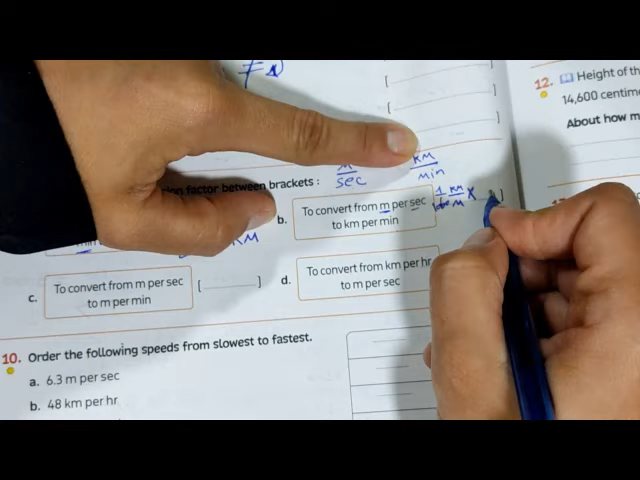 12. Height of th
14,600 centime
About how m
ion factor between brackets :
M
sec
KM
min
b. To convert from m per sec
to km per min
KM
M
×
KM
c. To convert from m per sec
to m per min
[ ]
d. To convert from km per hr
to m per sec
10. Order the following speeds from slowest to fastest.
a. 6.3 m per sec
b. 48 km per hr